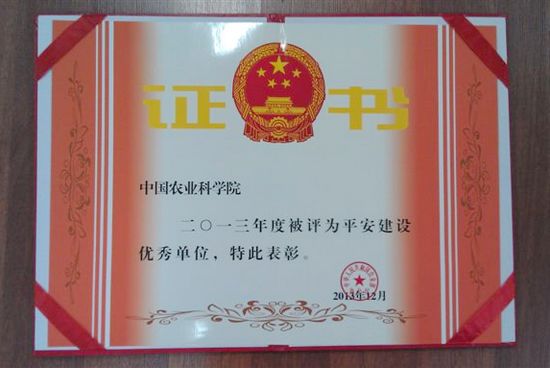 证书
中国农业科学院
二〇一三年度被评为平安建设
优秀单位，特此表彰。
2013年12月